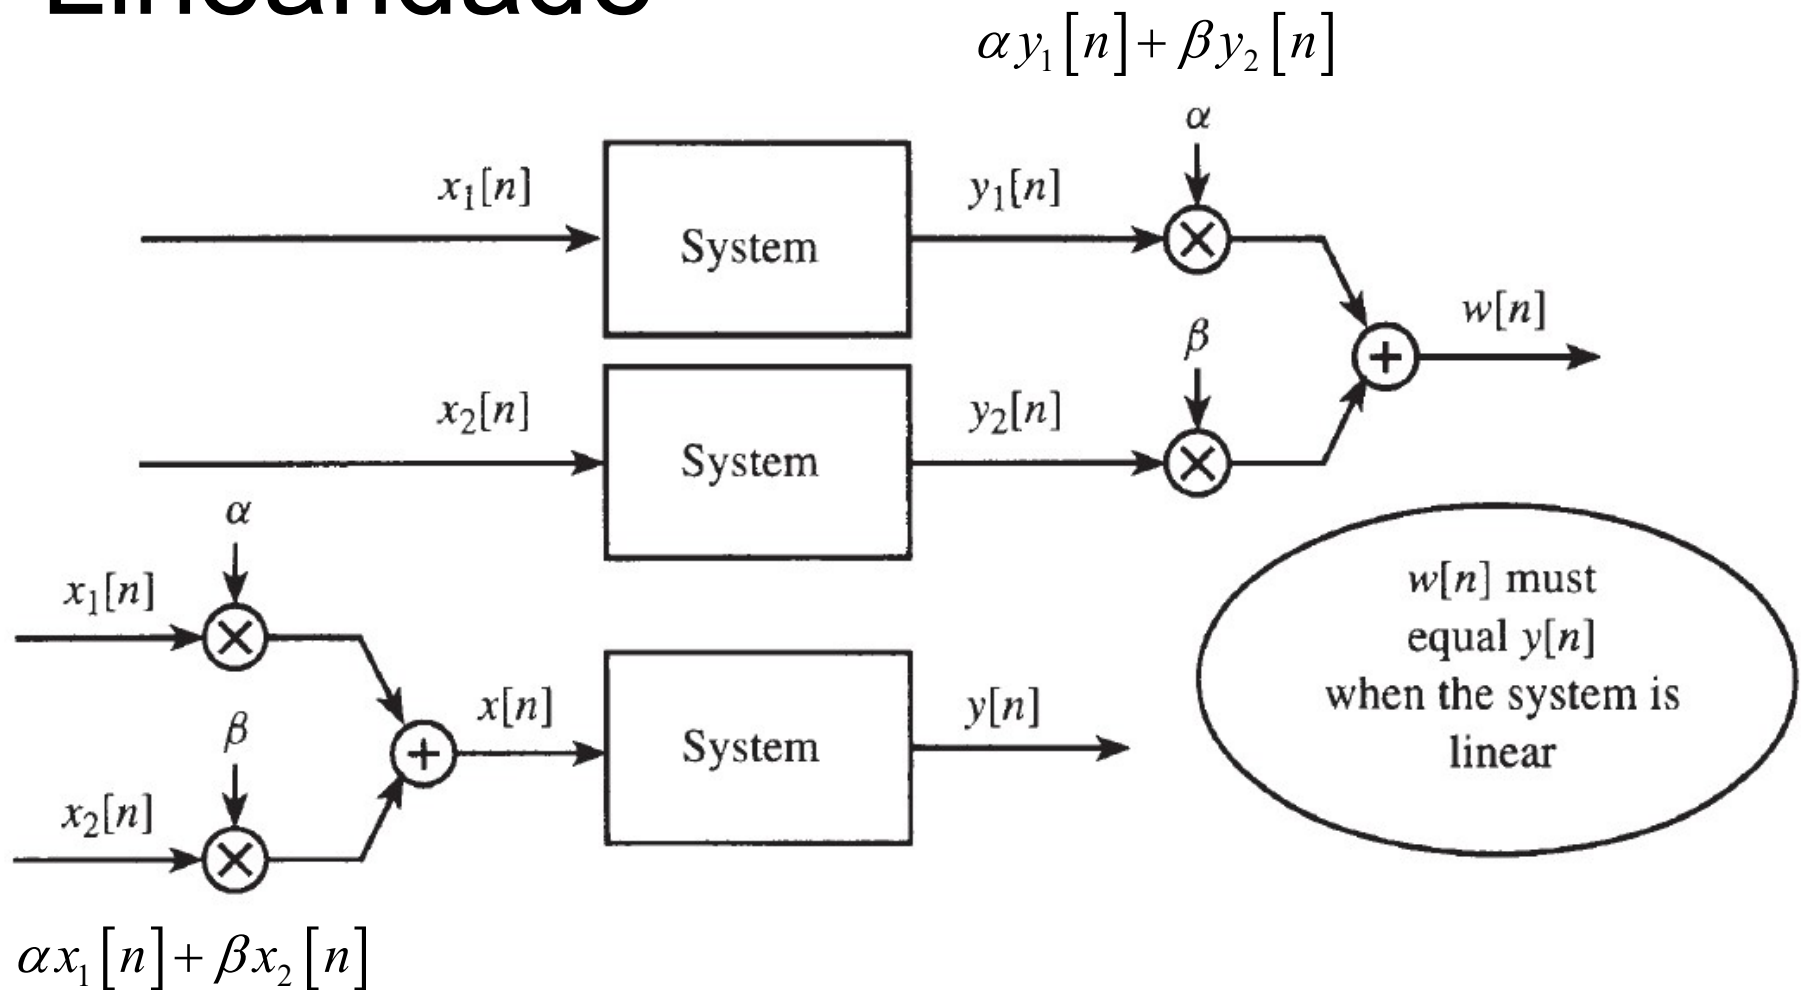 αy₁[n]+ βy₂[n]
α
x₁[n]
System
y₁[n]
β
w[n]
x₂[n]
System
y₂[n]
α
x₁[n]
w[n] must
equal y[n]
when the system is
linear
β
x[n]
System
y[n]
x₂[n]
αx₁[n]+ βx₂[n]